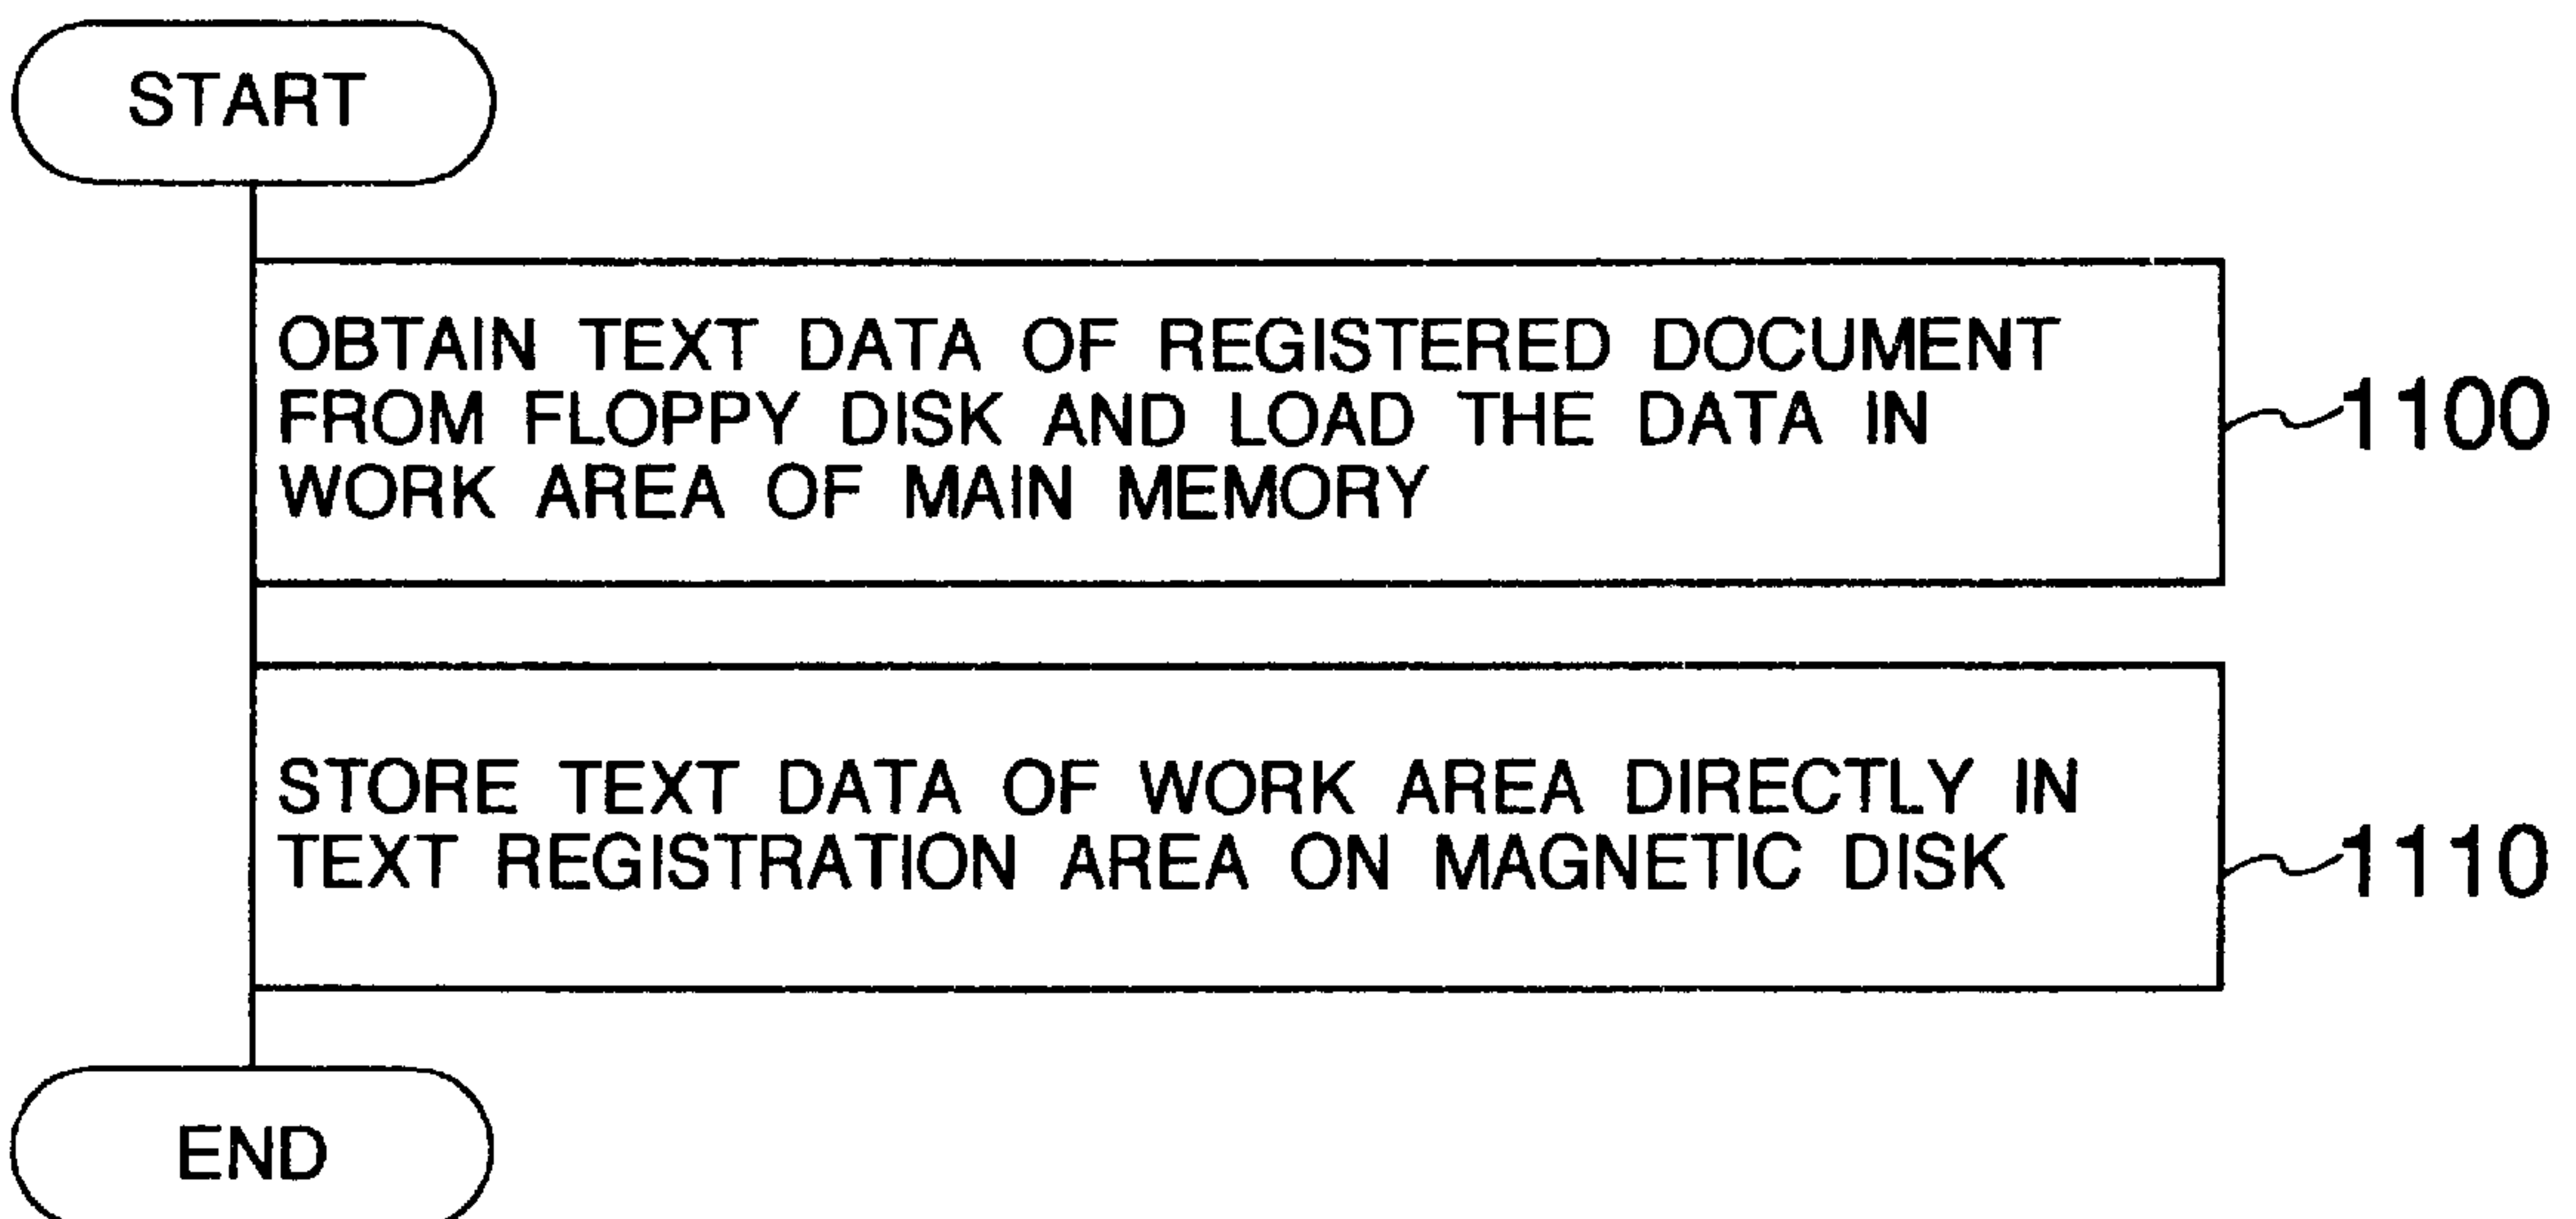 START
OBTAIN TEXT DATA OF REGISTERED DOCUMENT
FROM FLOPPY DISK AND LOAD THE DATA IN
WORK AREA OF MAIN MEMORY
1100
STORE TEXT DATA OF WORK AREA DIRECTLY IN
TEXT REGISTRATION AREA ON MAGNETIC DISK
1110
END